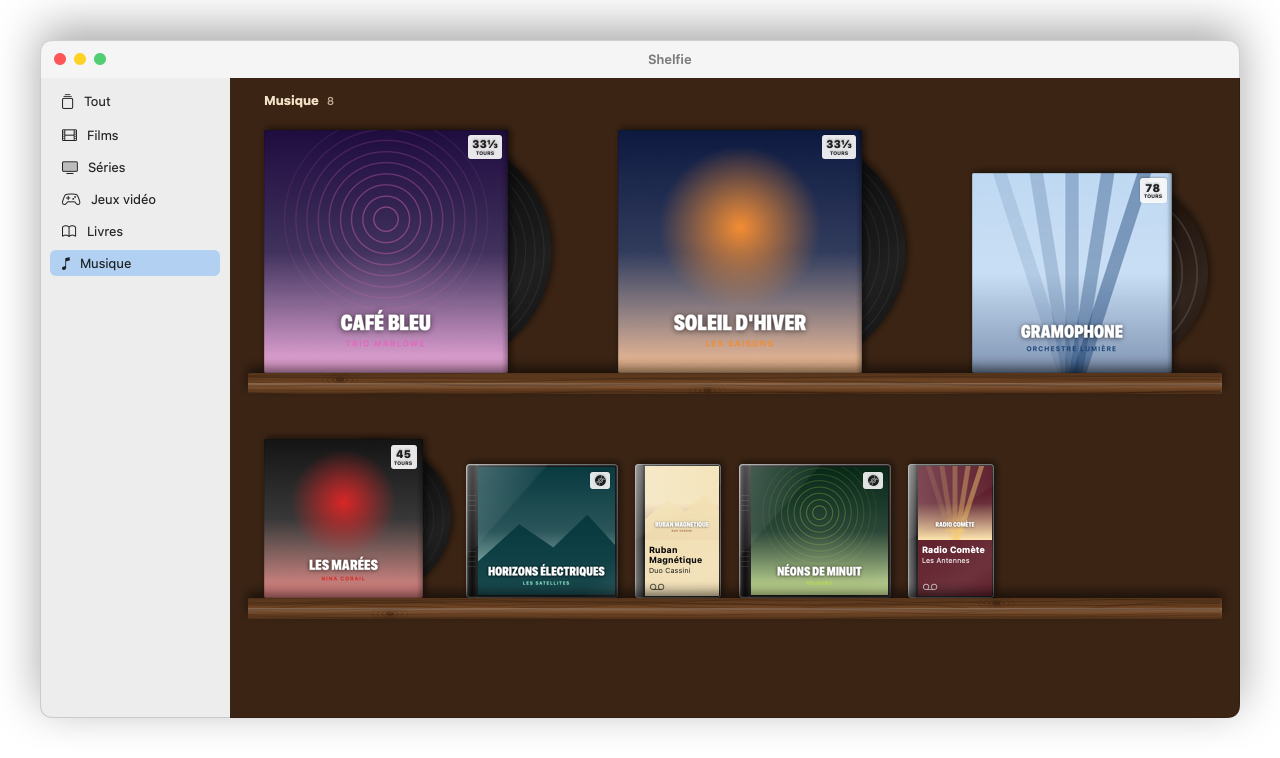 Shelfie
Tout
Films
Séries
Jeux vidéo
Livres
Musique
Musique 8
33⅓
TOURS
CAFÉ BLEU
TRIO MARLOWE
33⅓
TOURS
SOLEIL D'HIVER
LES SAISONS
78
TOURS
GRAMOPHONE
ORCHESTRE LUMIÈRE
45
TOURS
LES MARÉES
NINA CORAIL
HORIZONS ÉLECTRIQUES
LES SATELLITES
RUBAN MAGNÉTIQUE
DUO CASSINI
Ruban
Magnétique
Duo Cassini
NÉONS DE MINUIT
RADIO COMÈTE
Radio Comète
Les Antennes